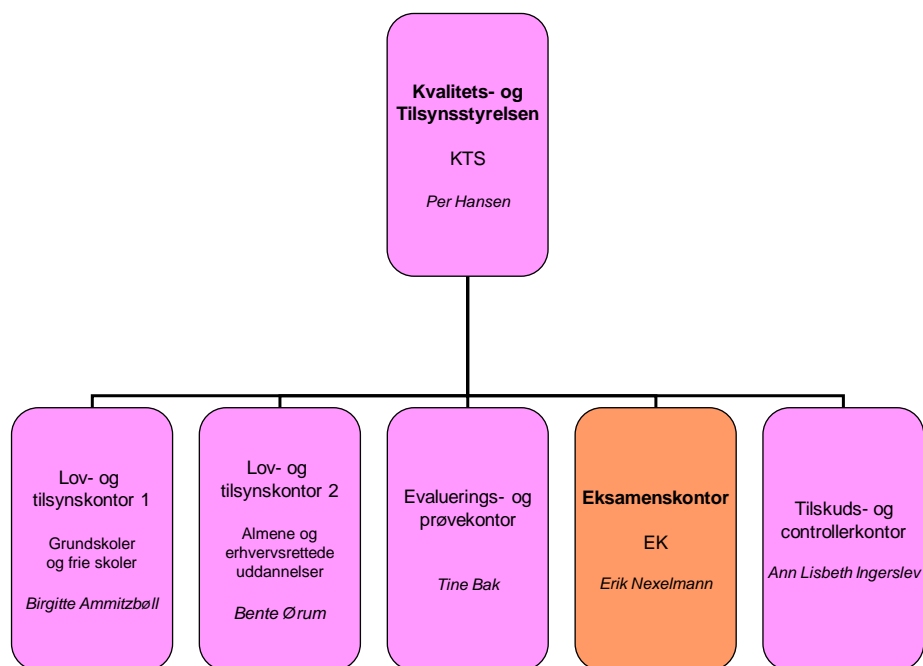 Kvalitets- og
Tilsynsstyrelsen
KTS
Per Hansen
Lov- og
tilsynskontor 1
Grundskoler
og frie skoler
Birgitte Ammitzbøll
Lov- og
tilsynskontor 2
Almene og
erhvervsrettede
uddannelser
Bente Ørum
Evaluerings- og
prøvekontor
Tine Bak
Eksamenskontor
EK
Erik Nexelmann
Tilskuds- og
controllerkontor
Ann Lisbeth Ingerslev